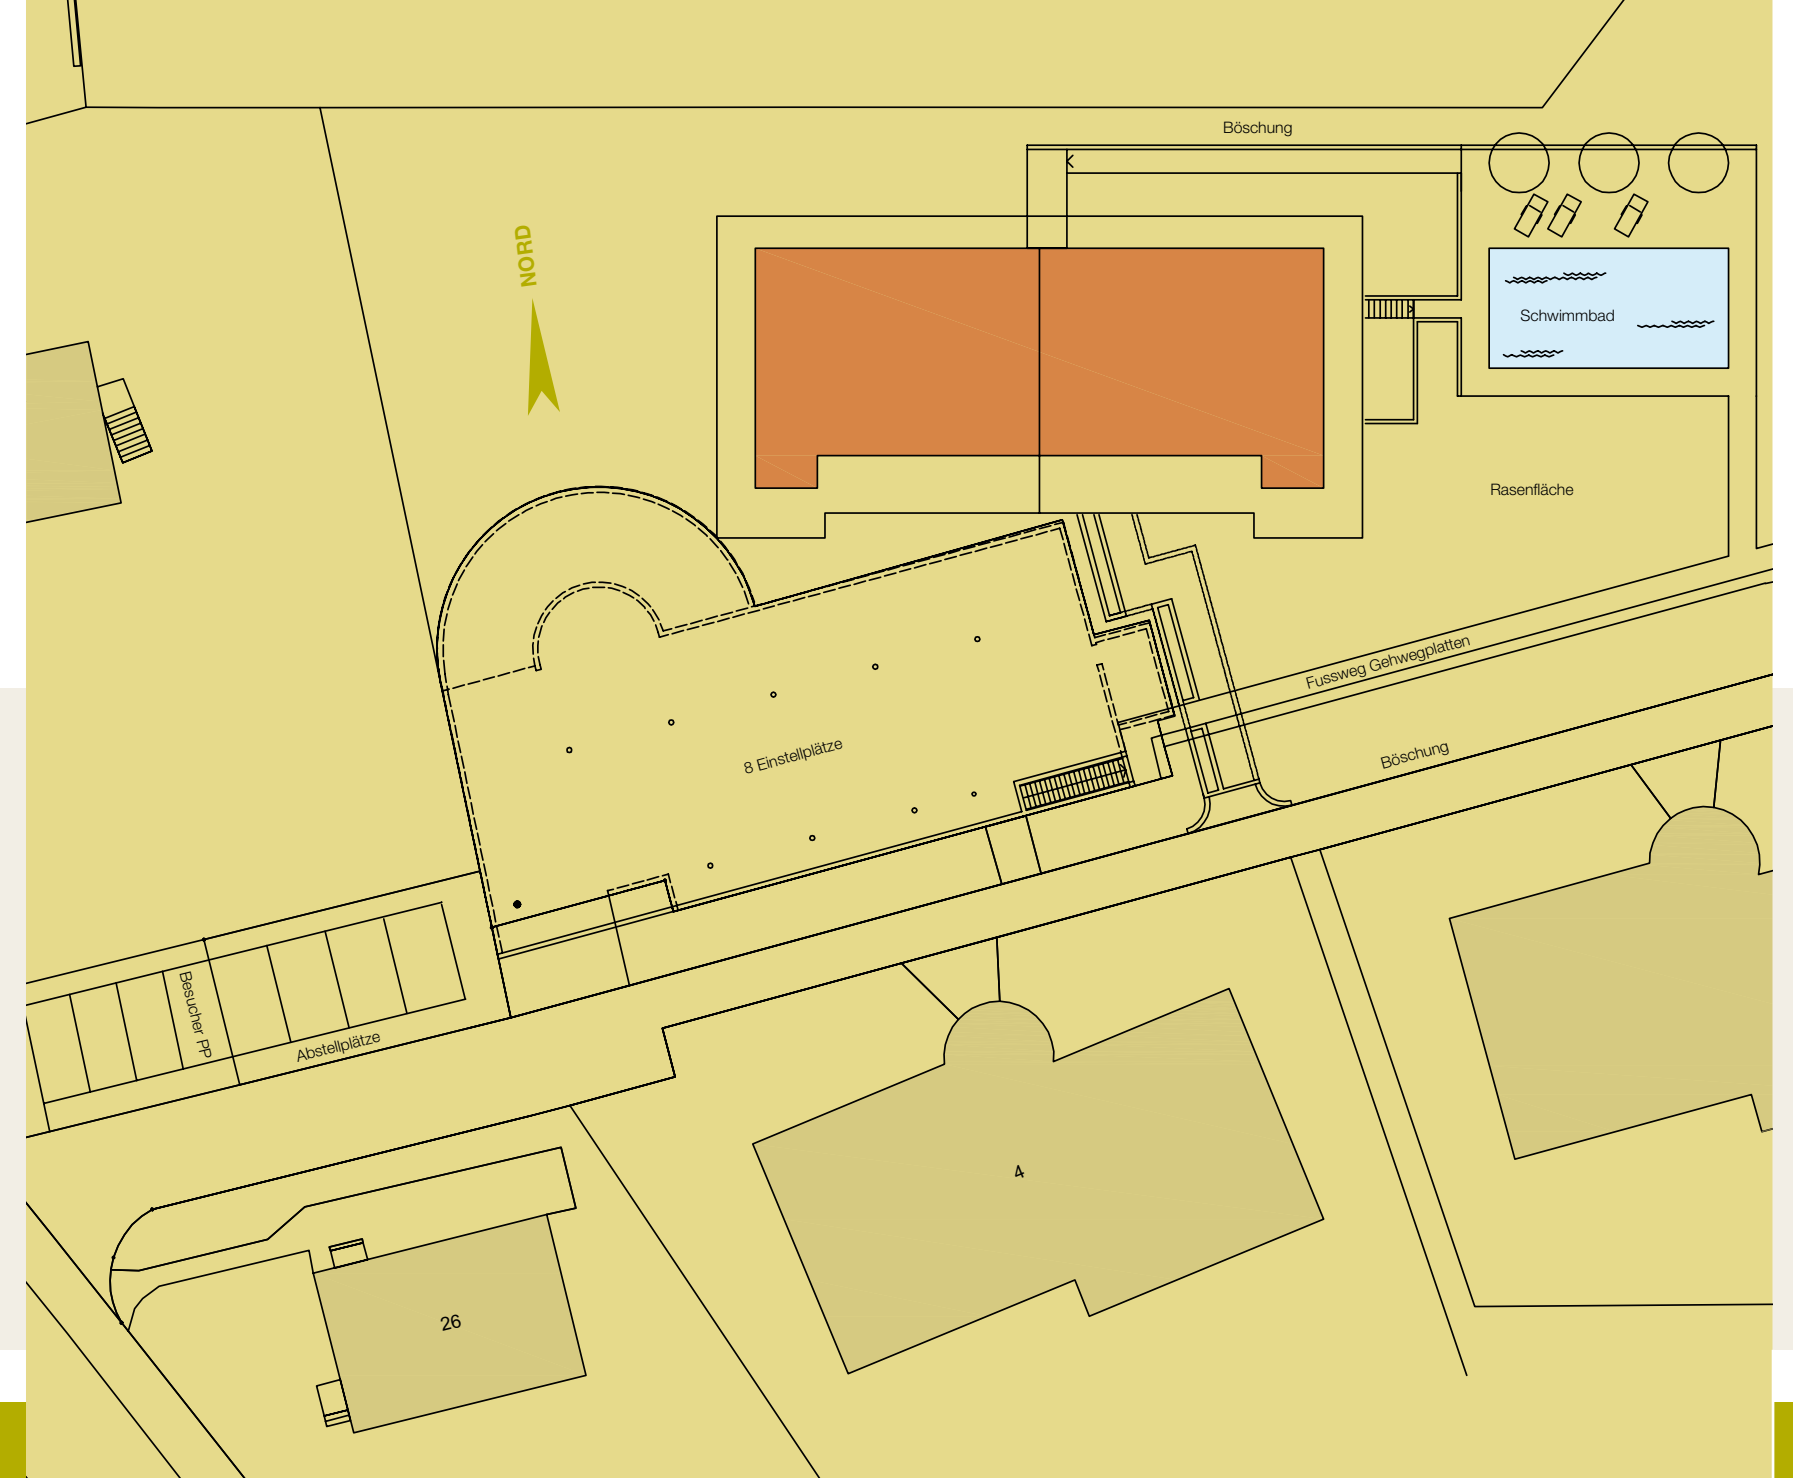 Böschung
NORD
Schwimmbad
Rasenfläche
Fussweg Gehwegplatten
8 Einstellplätze
Böschung
Besucher PP
Abstellplätze
4
26